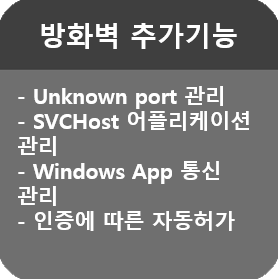 방화벽 추가기능
- Unknown port 관리
- SVCHost 어플리케이션
관리
- Windows App 통신
관리
- 인증에 따른 자동허가